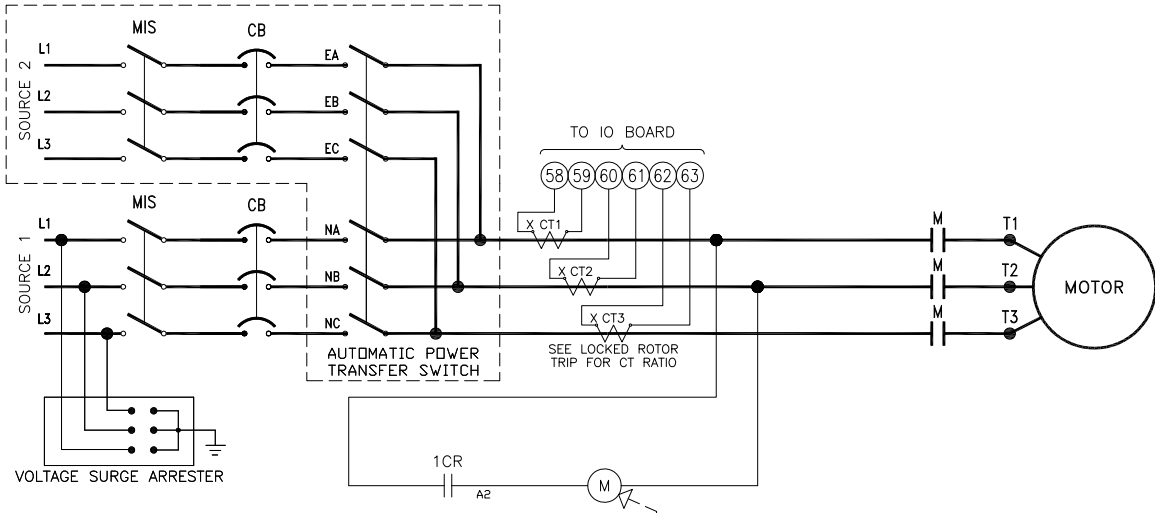 MIS
CB
L1
EA
L2
EB
L3
EC
SOURCE 2
TO IO BOARD
58 59 60 61 62 63
MIS
CB
L1
NA
X CT1
M
T1
L2
NB
X CT2
M
T2
MOTOR
L3
NC
X CT3
M
T3
SOURCE 1
AUTOMATIC POWER
TRANSFER SWITCH
SEE LOCKED ROTOR
TRIP FOR CT RATIO
VOLTAGE SURGE ARRESTER
1CR
A2
M